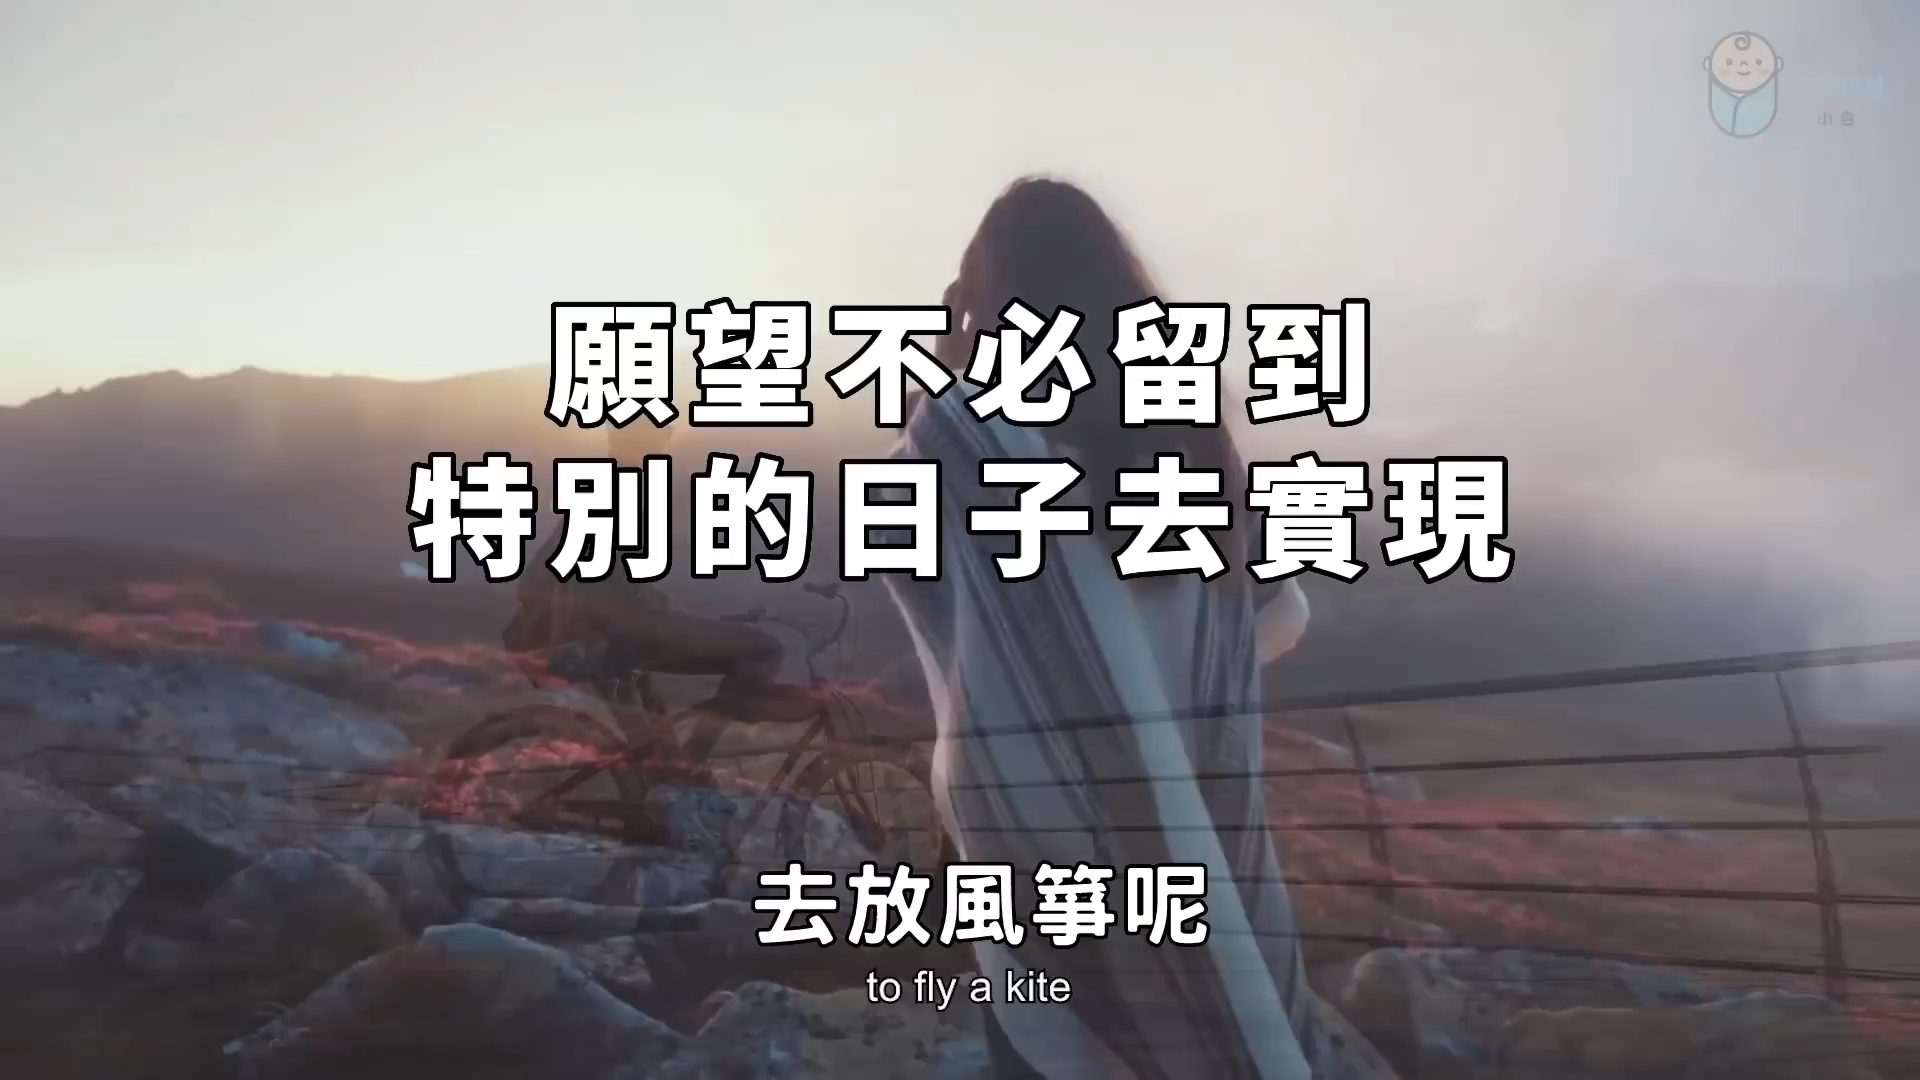 願望不必留到
特別的日子去實現
去放風箏呢
to fly a kite